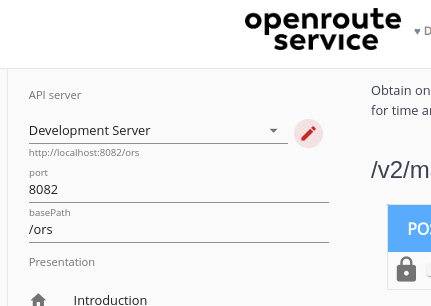 openroute
service
♥ D
API server
Obtain on
for time a
Development Server
http://localhost:8082/ors
port
8082
/v2/m
basePath
/ors
POS
Presentation
Introduction